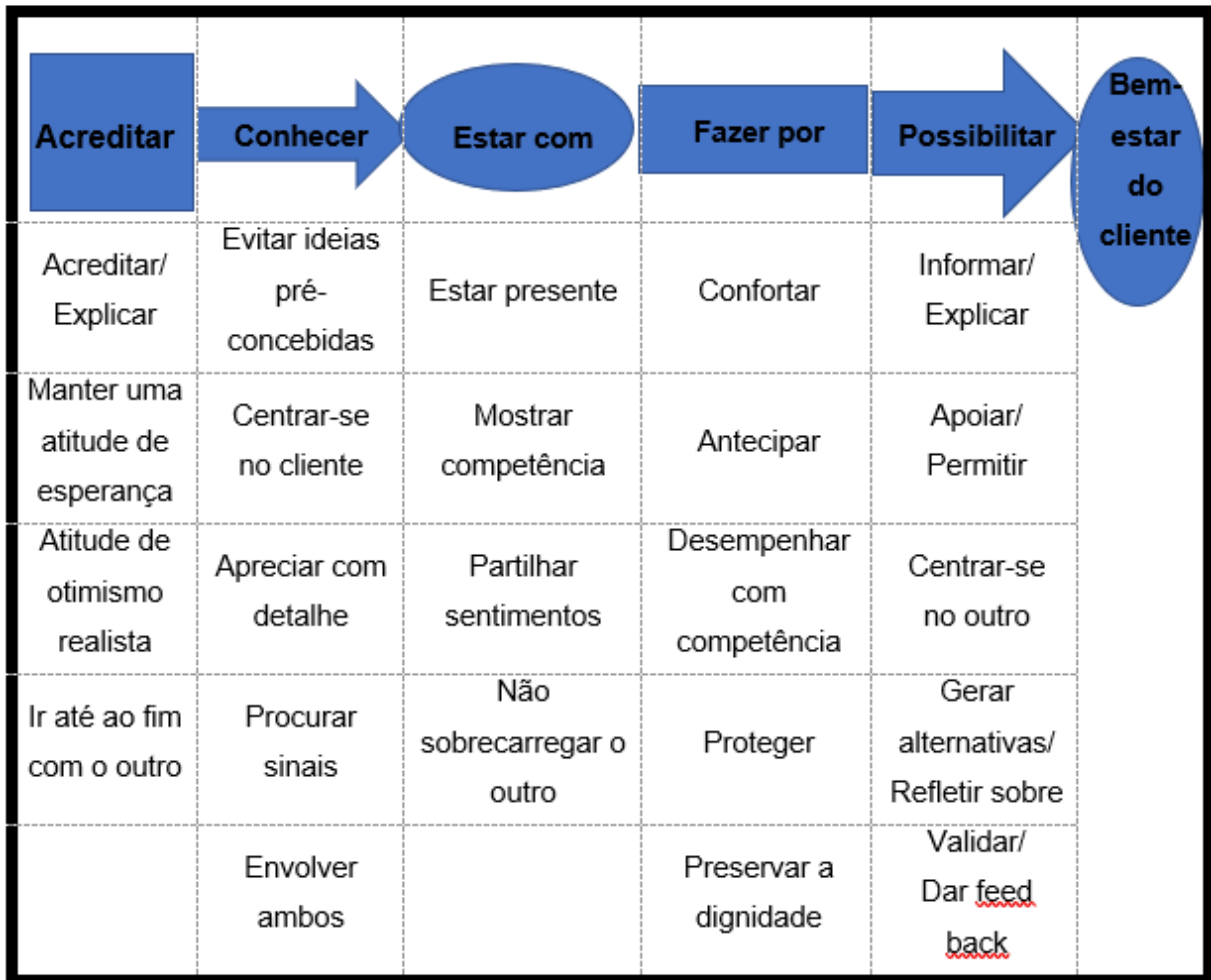 Acreditar
Conhecer
Estar com
Fazer por
Possibilitar
Bem-
estar
do
cliente
Acreditar/
Explicar
Evitar ideias
pré-
concebidas
Estar presente
Confortar
Informar/
Explicar
Manter uma
atitude de
esperança
Centrar-se
no cliente
Mostrar
competência
Antecipar
Apoiar/
Permitir
Atitude de
otimismo
realista
Apreciar com
detalhe
Partilhar
sentimentos
Desempenhar
com
competência
Centrar-se
no outro
Ir até ao fim
com o outro
Procurar
sinais
Não
sobrecarregar o
outro
Proteger
Gerar
alternativas/
Refletir sobre
Envolver
ambos
Preservar a
dignidade
Validar/
Dar feed
back